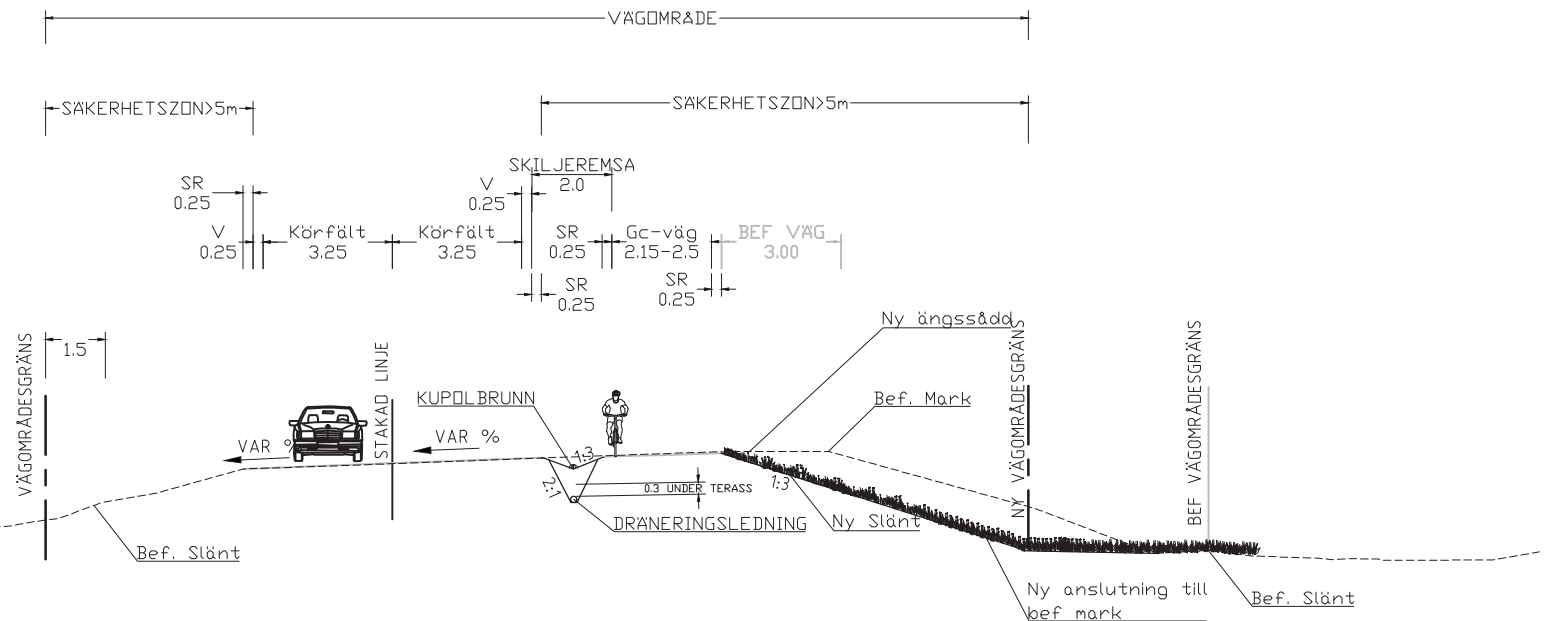 VÄGOMRÅDE
SÄKERHETSZON>5m
SÄKERHETSZON>5m
SKILJEREMSA
2.0
SR
0.25
V
0.25
V
0.25
Körfält
3.25
Körfält
3.25
SR
0.25
Gc-väg
2.15-2.5
BEF VÄG
3.00
SR
0.25
SR
0.25
VÄGOMRÅDESGRÄNS
1.5
STAKAD LINJE
Ny ängssådd
NY VÄGOMRÅDESGRÄNS
BEF VÄGOMRÅDESGRÄNS
KUPOLBRUNN
Bef. Mark
VAR %
VAR %
1:3
2:1
0.3 UNDER TERASS
1:3
DRÄNERINGSLEDNING
Ny Slänt
Bef. Slänt
Ny anslutning till
bef mark
Bef. Slänt